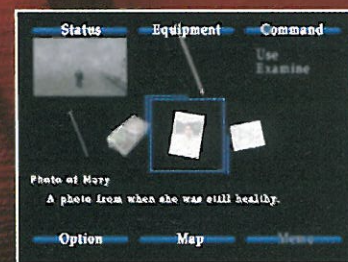 Status Equipment Command
Use
Examine
Photo of Mary
A photo from when she was still healthy.
Option Map Memo